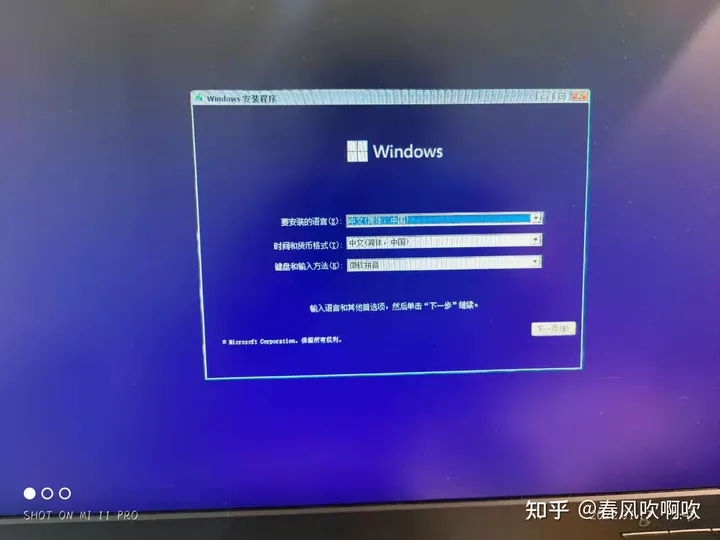 Windows 安装程序
Windows
要安装的语言(E): 中文(简体, 中国)
时间和货币格式(T): 中文(简体, 中国)
键盘和输入方法(K): 微软拼音
输入语言和其他首选项，然后单击“下一步”继续。
下一页(N)
© Microsoft Corporation。保留所有权利。
SHOT ON MI 11 PRO
知乎 @春风吹啊吹